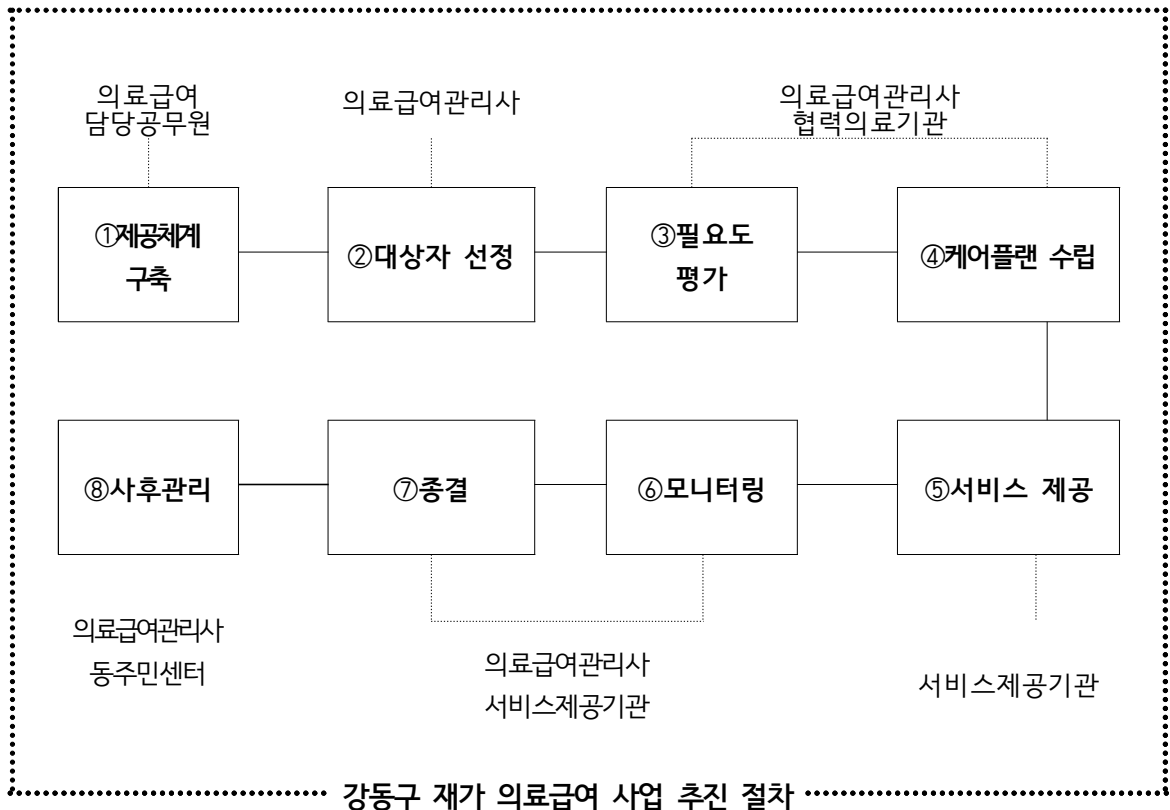 의료급여
담당공무원
의료급여관리사
의료급여관리사
협력의료기관
①제공체계
구축
②대상자 선정
③필요도
평가
④케어플랜 수립
⑧사후관리
⑦종결
⑥모니터링
⑤서비스 제공
의료급여관리사
동주민센터
의료급여관리사
서비스제공기관
서비스제공기관
강동구 재가 의료급여 사업 추진 절차